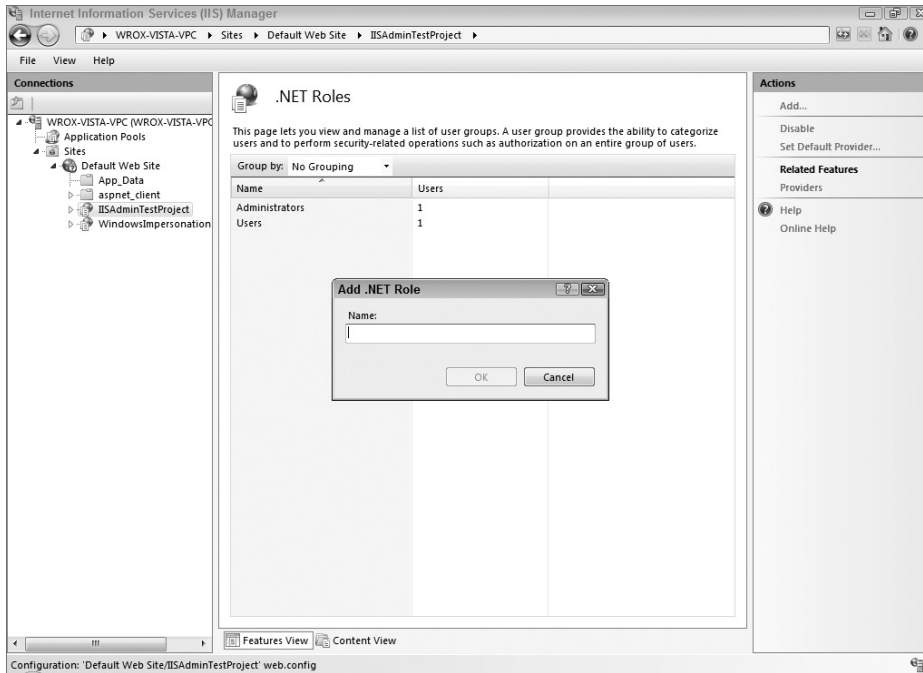 Internet Information Services (IIS) Manager
WROX-VISTA-VPC ▸ Sites ▸ Default Web Site ▸ IISAdminTestProject ▸
File View Help
Connections
WROX-VISTA-VPC (WROX-VISTA-VPC
Application Pools
Sites
Default Web Site
App_Data
aspnet_client
IISAdminTestProject
WindowsImpersonation
.NET Roles
This page lets you view and manage a list of user groups. A user group provides the ability to categorize
users and to perform security-related operations such as authorization on an entire group of users.
Group by: No Grouping
Name Users
Administrators 1
Users 1
Add .NET Role
Name:
OK Cancel
Features View Content View
Actions
Add...
Disable
Set Default Provider...
Related Features
Providers
Help
Online Help
Configuration: 'Default Web Site/IISAdminTestProject' web.config